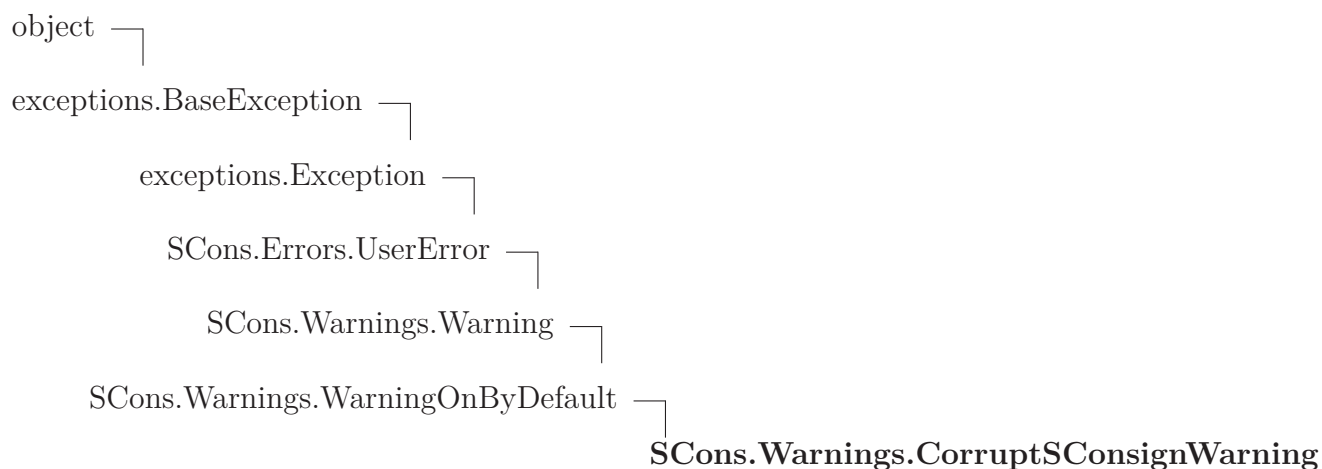 object
exceptions.BaseException
exceptions.Exception
SCons.Errors.UserError
SCons.Warnings.Warning
SCons.Warnings.WarningOnByDefault
SCons.Warnings.CorruptSConsignWarning